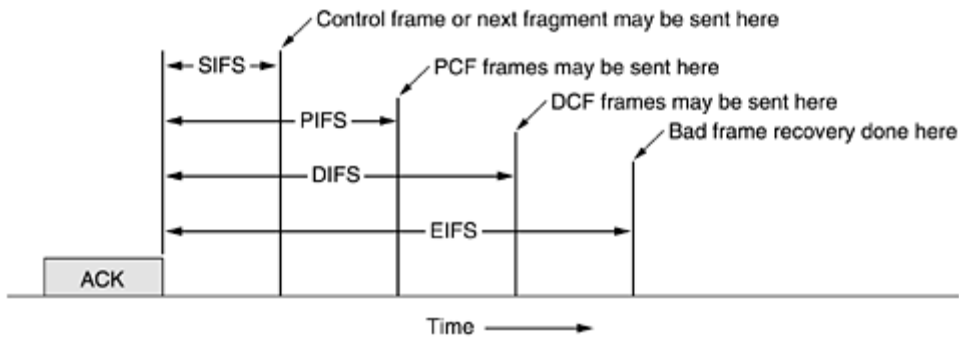 Control frame or next fragment may be sent here
SIFS
PCF frames may be sent here
DCF frames may be sent here
PIFS
Bad frame recovery done here
DIFS
EIFS
ACK
Time